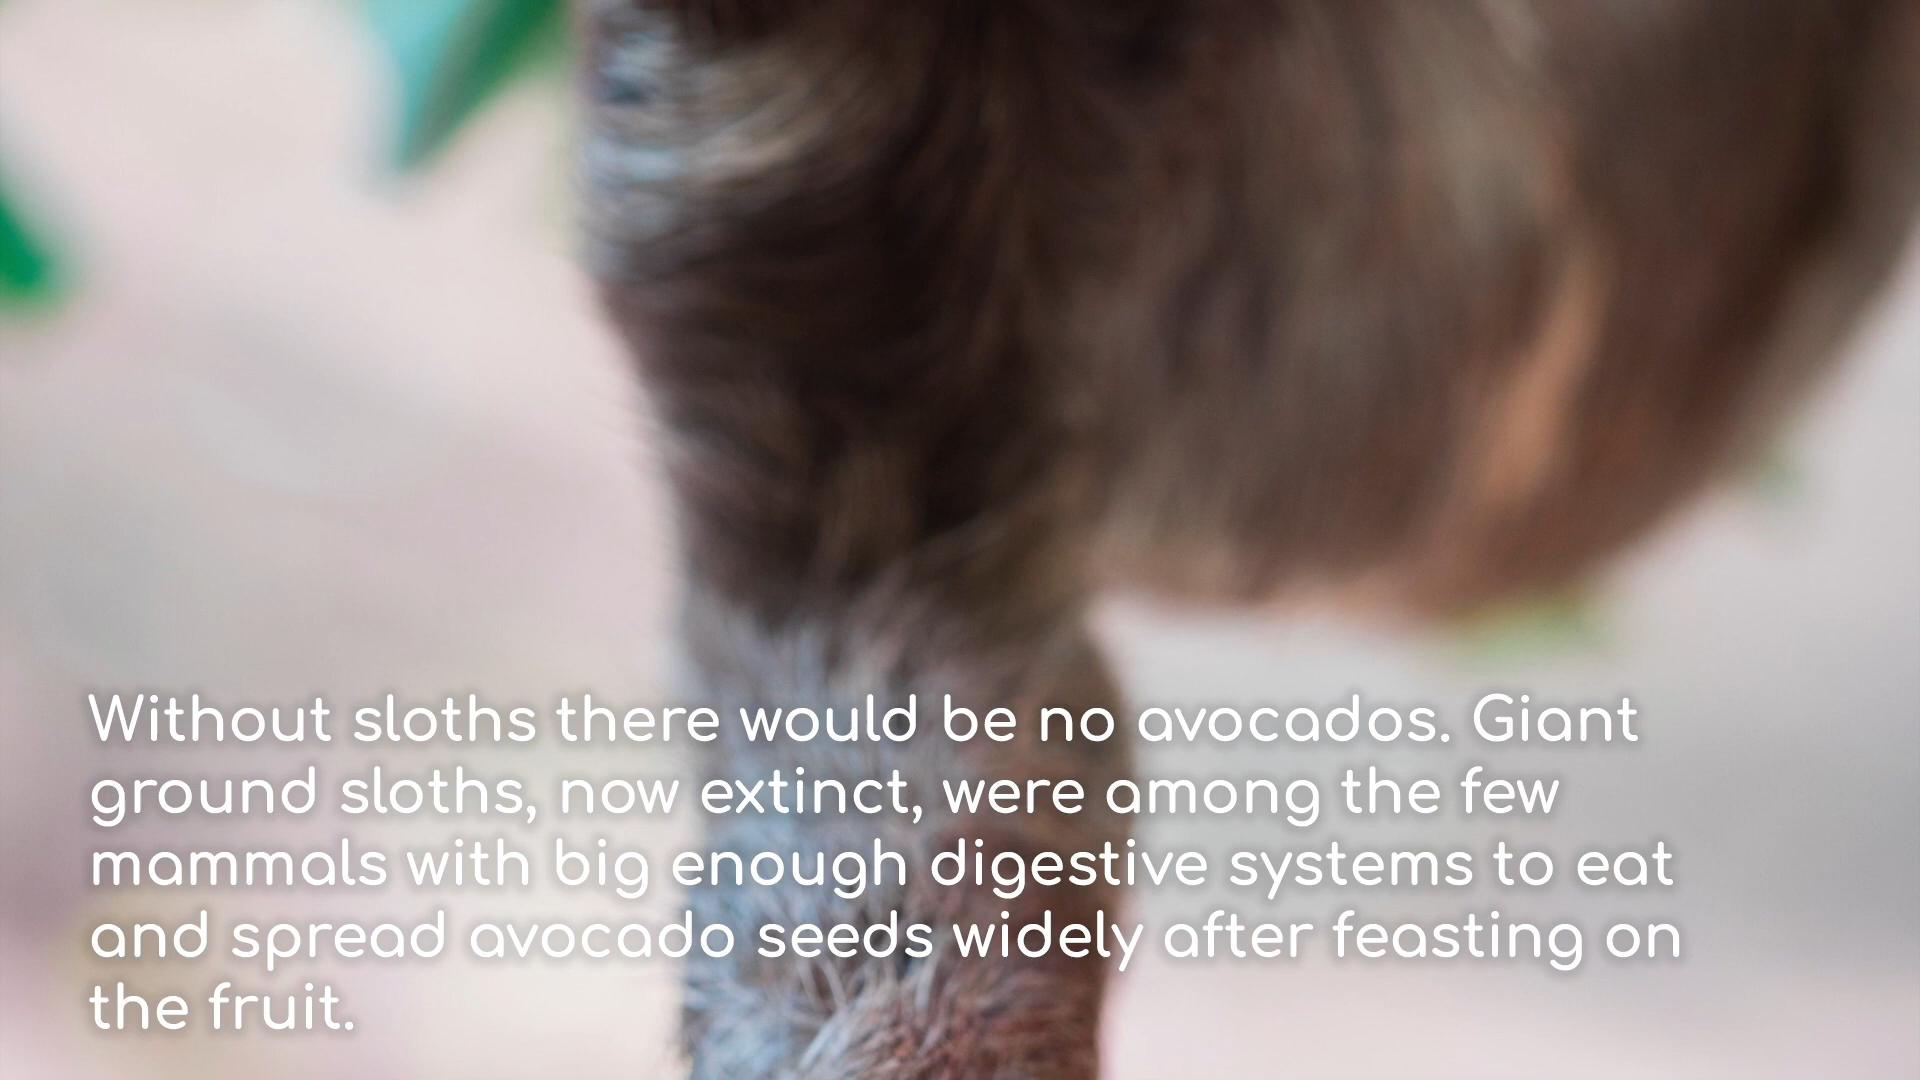 Without sloths there would be no avocados. Giant
ground sloths, now extinct, were among the few
mammals with big enough digestive systems to eat
and spread avocado seeds widely after feasting on
the fruit.